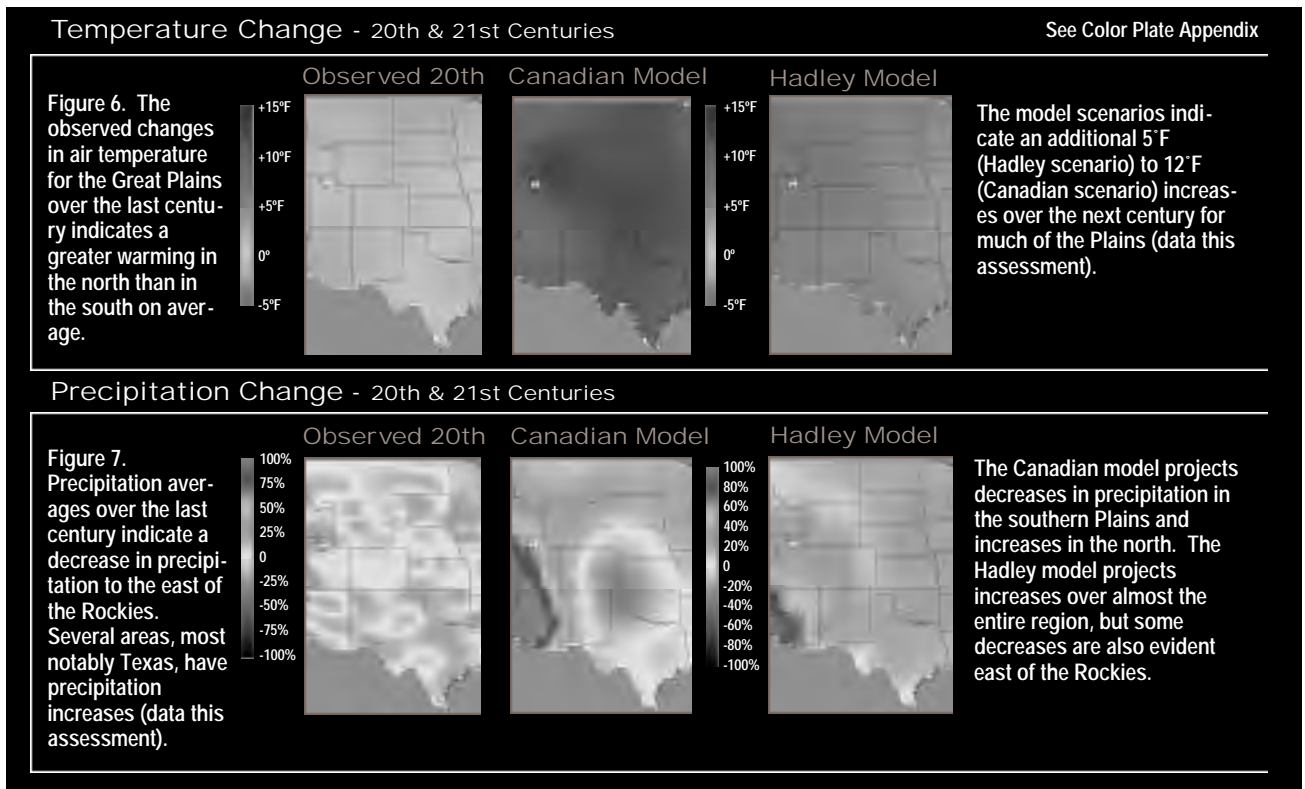 Temperature Change - 20th & 21st Centuries
See Color Plate Appendix
Observed 20th
Canadian Model
Hadley Model
Figure 6. The
observed changes
in air temperature
for the Great Plains
over the last centu-
ry indicates a
greater warming in
the north than in
the south on aver-
age.
+15ºF
+10ºF
+5ºF
0º
-5ºF
+15ºF
+10ºF
+5ºF
0º
-5ºF
The model scenarios indi-
cate an additional 5˚F
(Hadley scenario) to 12˚F
(Canadian scenario) increas-
es over the next century for
much of the Plains (data this
assessment).
Precipitation Change - 20th & 21st Centuries
Observed 20th
Canadian Model
Hadley Model
Figure 7.
Precipitation aver-
ages over the last
century indicate a
decrease in precipi-
tation to the east of
the Rockies.
Several areas, most
notably Texas, have
precipitation
increases (data this
assessment).
100%
75%
50%
25%
0
-25%
-50%
-75%
-100%
100%
80%
60%
40%
20%
0
-20%
-40%
-60%
-80%
-100%
The Canadian model projects
decreases in precipitation in
the southern Plains and
increases in the north. The
Hadley model projects
increases over almost the
entire region, but some
decreases are also evident
east of the Rockies.